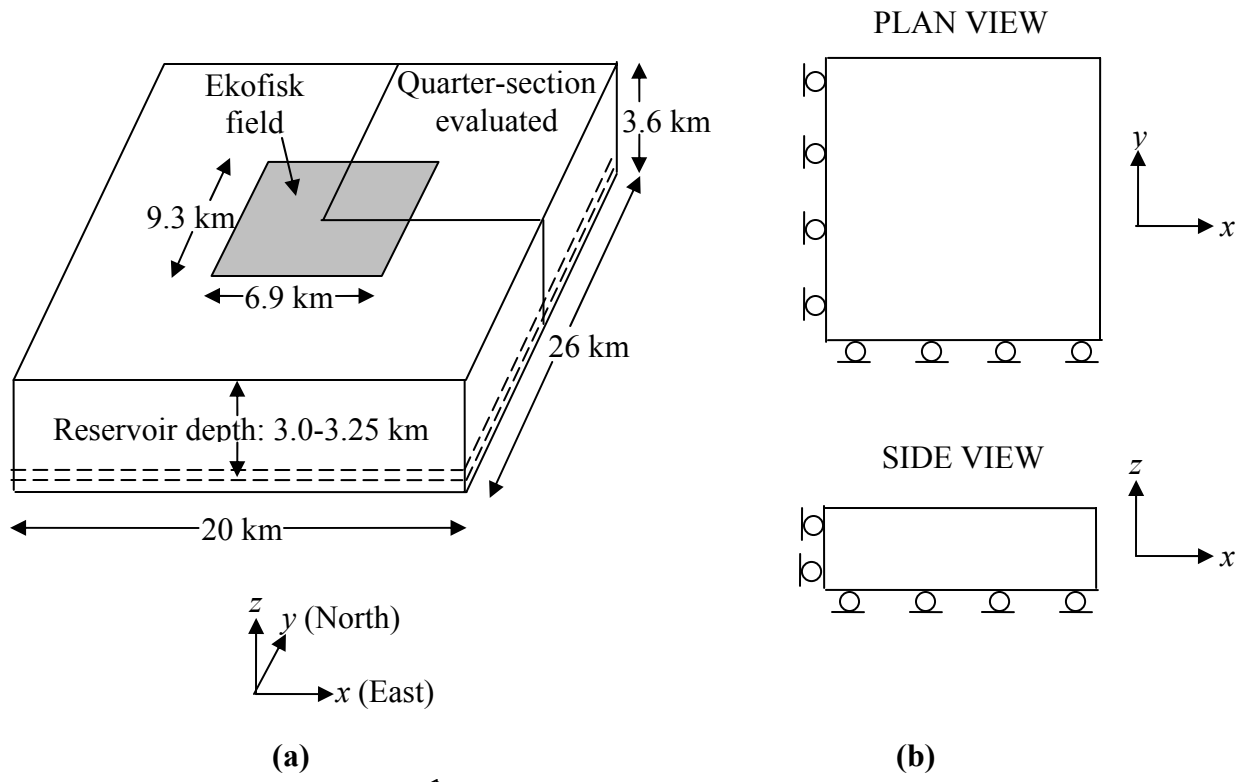 PLAN VIEW
Ekofisk
field
Quarter-section
evaluated
3.6 km
9.3 km
6.9 km
26 km
Reservoir depth: 3.0-3.25 km
20 km
y
x
SIDE VIEW
z
x
z
y (North)
x (East)
(a)
(b)